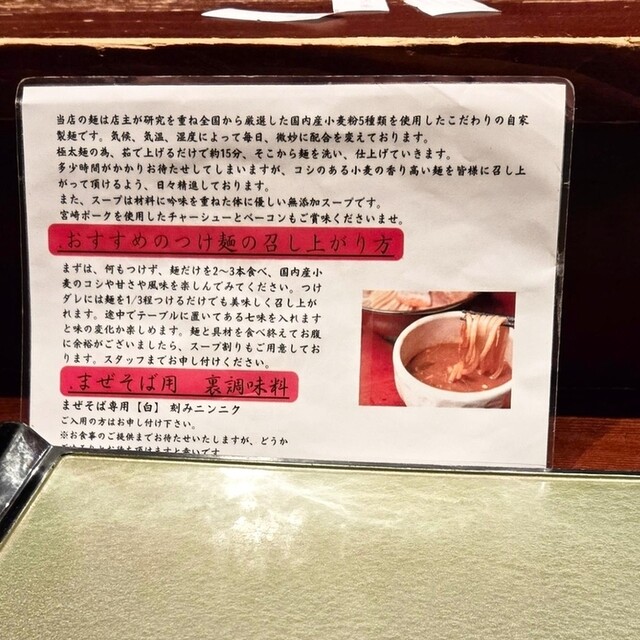 当店の麺は店主が研究を重ね全国から厳選した国内産小麦粉5種類を使用したこだわりの自家
製麺です。気候、気温、湿度によって毎日、微妙に配合を変えております。
極太麺の為、茹で上げるだけで約15分、そこから麺を洗い、仕上げていきます。
多少時間がかかりお待たせしてしまいますが、コシのある小麦の香り高い麺を皆様に召し上
がって頂けるよう、日々精進しております。
また、スープは材料に吟味を重ねた体に優しい無添加スープです。
宮崎ポークを使用したチャーシューとベーコンもご賞味くださいませ。
.おすすめのつけ麺の召し上がり方
まずは、何もつけず、麺だけを2〜3本食べ、国内産小
麦のコシや甘さや風味を楽しんでみてください。つけ
ダレには麺を1/3程つけるだけでも美味しく召し上が
れます。途中でテーブルに置いてある七味を入れます
と味の変化か楽しめます。麺と具材を食べ終えてお腹
に余裕がございましたら、スープ割りもご用意してお
ります。スタッフまでお申し付けください。
.まぜそば用 裏調味料
まぜそば専用【白】 刻みニンニク
ご入用の方はお申し付け下さい。
※お食事のご提供までお待たせいたしますが、どうか